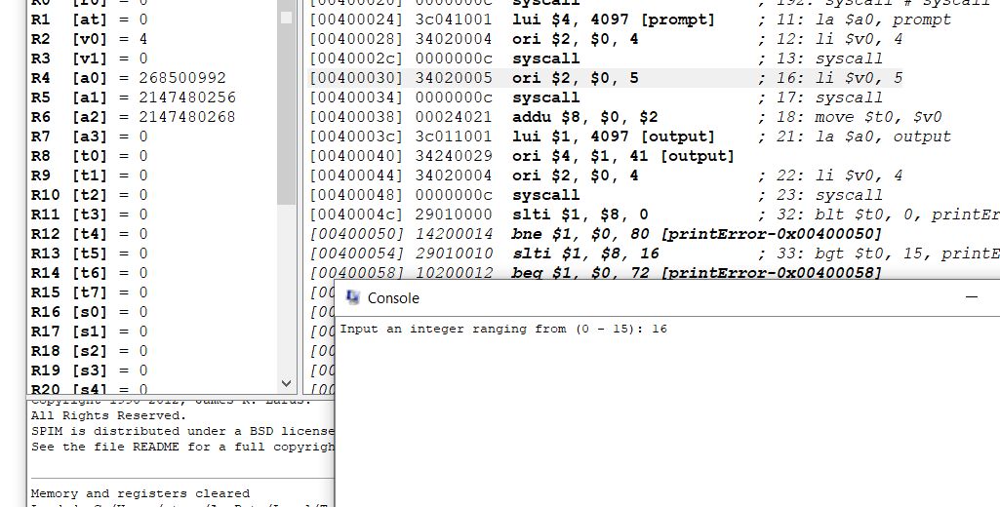 R0 [r0] = 0
R1 [at] = 0
R2 [v0] = 4
R3 [v1] = 0
R4 [a0] = 268500992
R5 [a1] = 2147480256
R6 [a2] = 2147480268
R7 [a3] = 0
R8 [t0] = 0
R9 [t1] = 0
R10 [t2] = 0
R11 [t3] = 0
R12 [t4] = 0
R13 [t5] = 0
R14 [t6] = 0
R15 [t7] = 0
R16 [s0] = 0
R17 [s1] = 0
R18 [s2] = 0
R19 [s3] = 0
R20 [s4] = 0
[00400020] 0000000c syscall ; 192: syscall # syscall
[00400024] 3c041001 lui $4, 4097 [prompt] ; 11: la $a0, prompt
[00400028] 34020004 ori $2, $0, 4 ; 12: li $v0, 4
[0040002c] 0000000c syscall ; 13: syscall
[00400030] 34020005 ori $2, $0, 5 ; 16: li $v0, 5
[00400034] 0000000c syscall ; 17: syscall
[00400038] 00024021 addu $8, $0, $2 ; 18: move $t0, $v0
[0040003c] 3c011001 lui $1, 4097 [output] ; 21: la $a0, output
[00400040] 34240029 ori $4, $1, 41 [output]
[00400044] 34020004 ori $2, $0, 4 ; 22: li $v0, 4
[00400048] 0000000c syscall ; 23: syscall
[0040004c] 29010000 slti $1, $8, 0 ; 32: blt $t0, 0, printEr
[00400050] 14200014 bne $1, $0, 80 [printError-0x00400050]
[00400054] 29010010 slti $1, $8, 16 ; 33: bgt $t0, 15, printE
[00400058] 10200012 beq $1, $0, 72 [printError-0x00400058]
[00
[00
[00
[00
[00
[00
Console
Input an integer ranging from (0 - 15): 16
Copyright 1990-2012, James R. Larus.
All Rights Reserved.
SPIM is distributed under a BSD license
See the file README for a full copyrigh
Memory and registers cleared